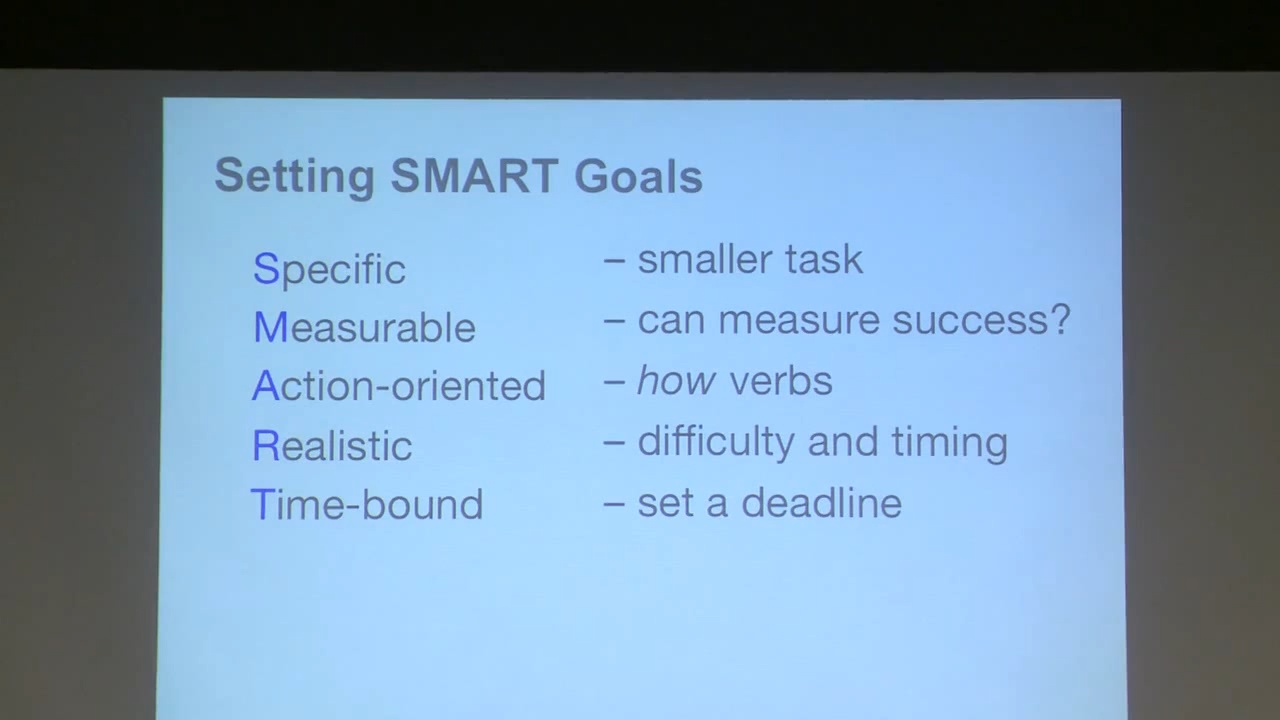 Setting SMART Goals
Specific – smaller task
Measurable – can measure success?
Action-oriented – how verbs
Realistic – difficulty and timing
Time-bound – set a deadline